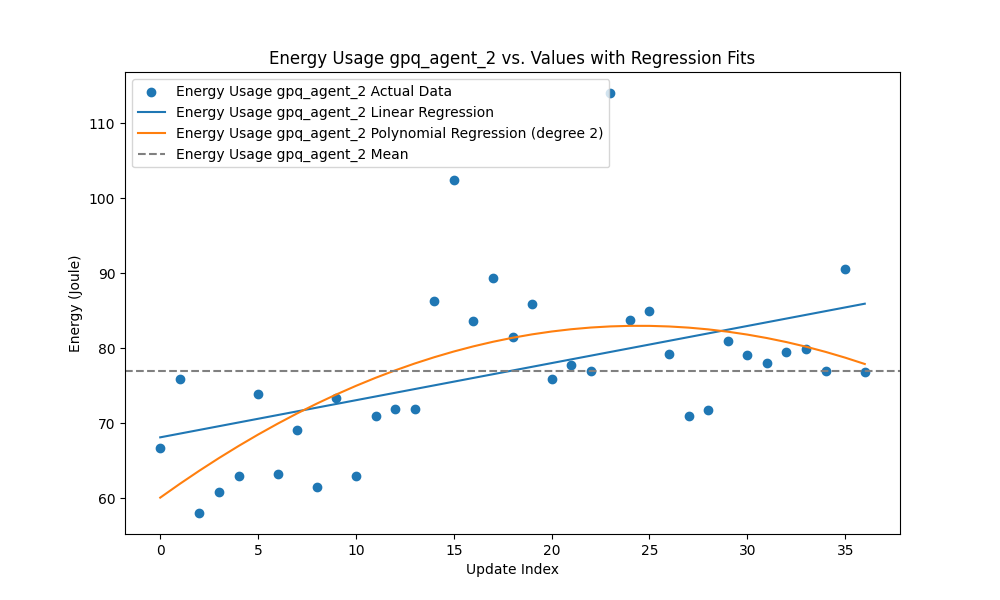 Energy Usage gpq_agent_2 vs. Values with Regression Fits
Energy Usage gpq_agent_2 Actual Data
Energy Usage gpq_agent_2 Linear Regression
Energy Usage gpq_agent_2 Polynomial Regression (degree 2)
Energy Usage gpq_agent_2 Mean
110
100
90
80
70
60
Energy (Joule)
0 5 10 15 20 25 30 35
Update Index